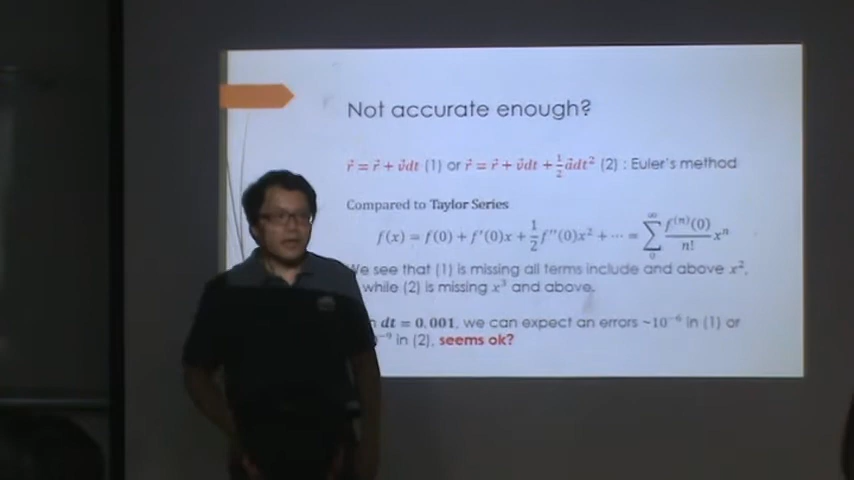 Not accurate enough?
r⃗ = r⃗ + v⃗dt (1) or r⃗ = r⃗ + v⃗dt + ½a⃗dt² (2) : Euler's method
Compared to Taylor Series
f(x) = f(0) + f′(0)x + ½f″(0)x² + ⋯ = ∑₀^∞ f⁽ⁿ⁾(0)/n! xⁿ
We see that (1) is missing all terms include and above x²,
while (2) is missing x³ and above.
dt = 0.001, we can expect an errors ~10⁻⁶ in (1) or
⁻⁹ in (2), seems ok?